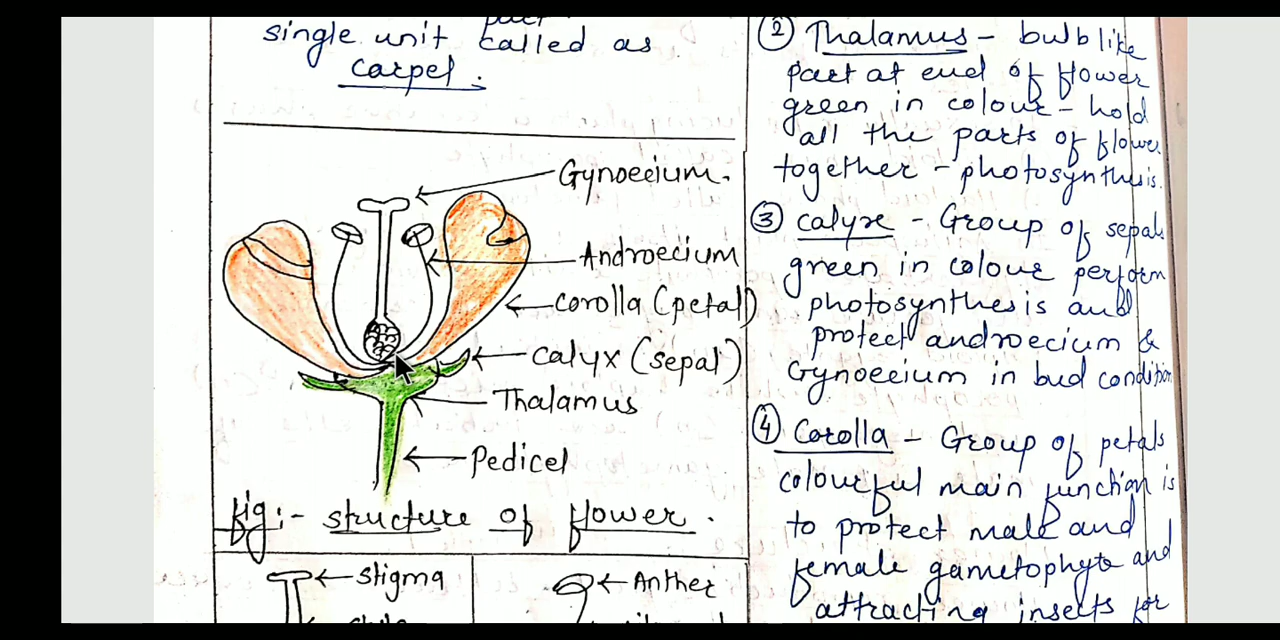 part
single unit called as
carpel.
Gynoecium.
Androecium
Corolla (petal)
Calyx (sepal)
Thalamus
Pedicel
fig:- structure of flower.
Stigma
Anther
② Thalamus - bulb like
part at end of flower
green in colour - hold
all the parts of flower
together - photosynthesis.
③ Calyx - Group of sepals
green in colour perform
photosynthesis and
protect androecium &
Gynoecium in bud condition
④ Corolla - Group of petals
colourful main function is
to protect male and
female gametophyte and
attracting insects for